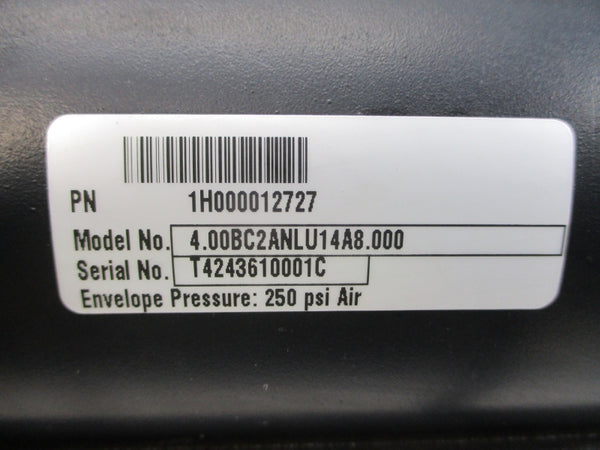 PN 1H000012727
Model No. 4.00BC2ANLU14A8.000
Serial No. T4243610001C
Envelope Pressure: 250 psi Air